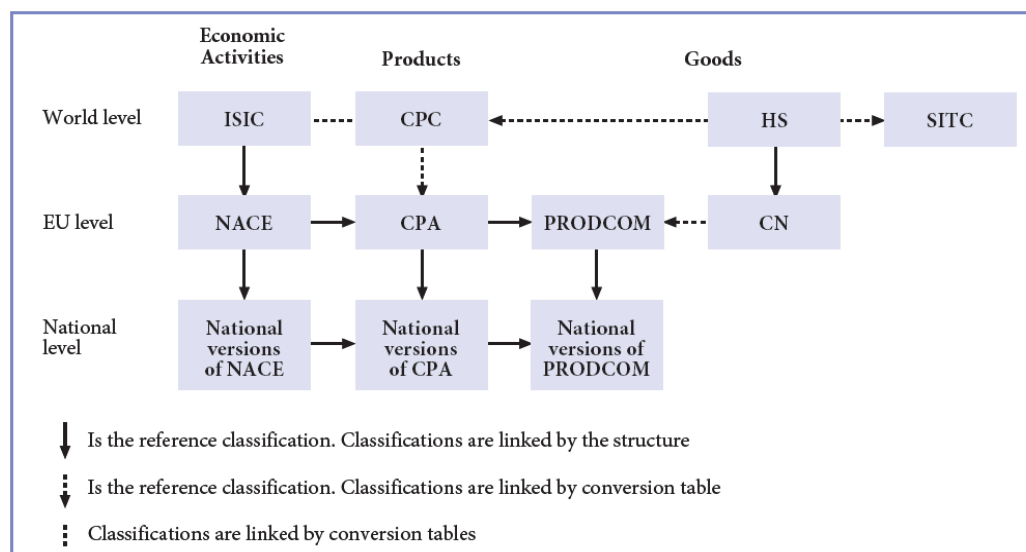 Economic
Activities
Products
Goods
World level
ISIC
CPC
HS
SITC
EU level
NACE
CPA
PRODCOM
CN
National
level
National
versions
of NACE
National
versions
of CPA
National
versions of
PRODCOM
Is the reference classification. Classifications are linked by the structure
Is the reference classification. Classifications are linked by conversion table
Classifications are linked by conversion tables